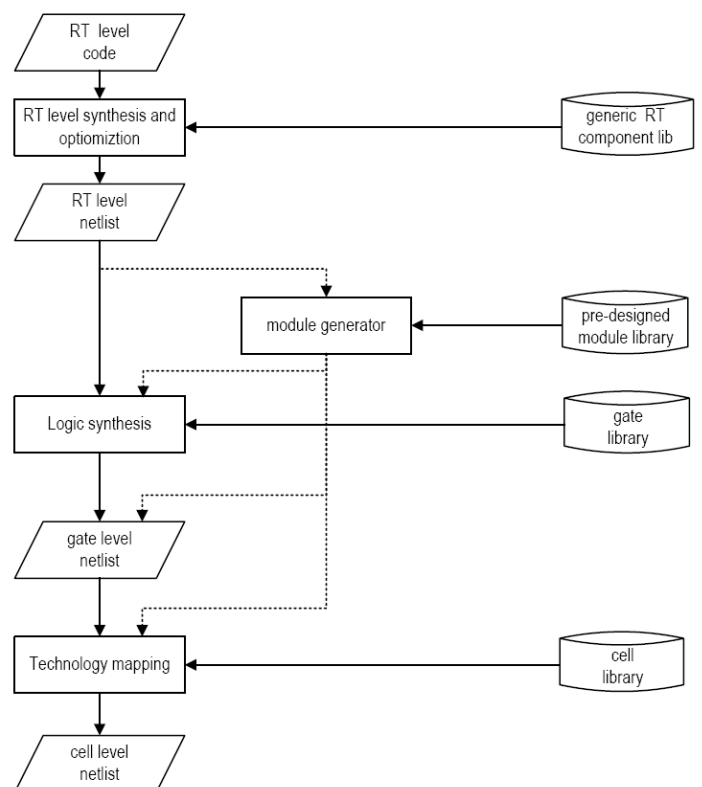 RT level
code
RT level synthesis and
optiomiztion
generic RT
component lib
RT level
netlist
module generator
pre-designed
module library
Logic synthesis
gate
library
gate level
netlist
Technology mapping
cell
library
cell level
netlist